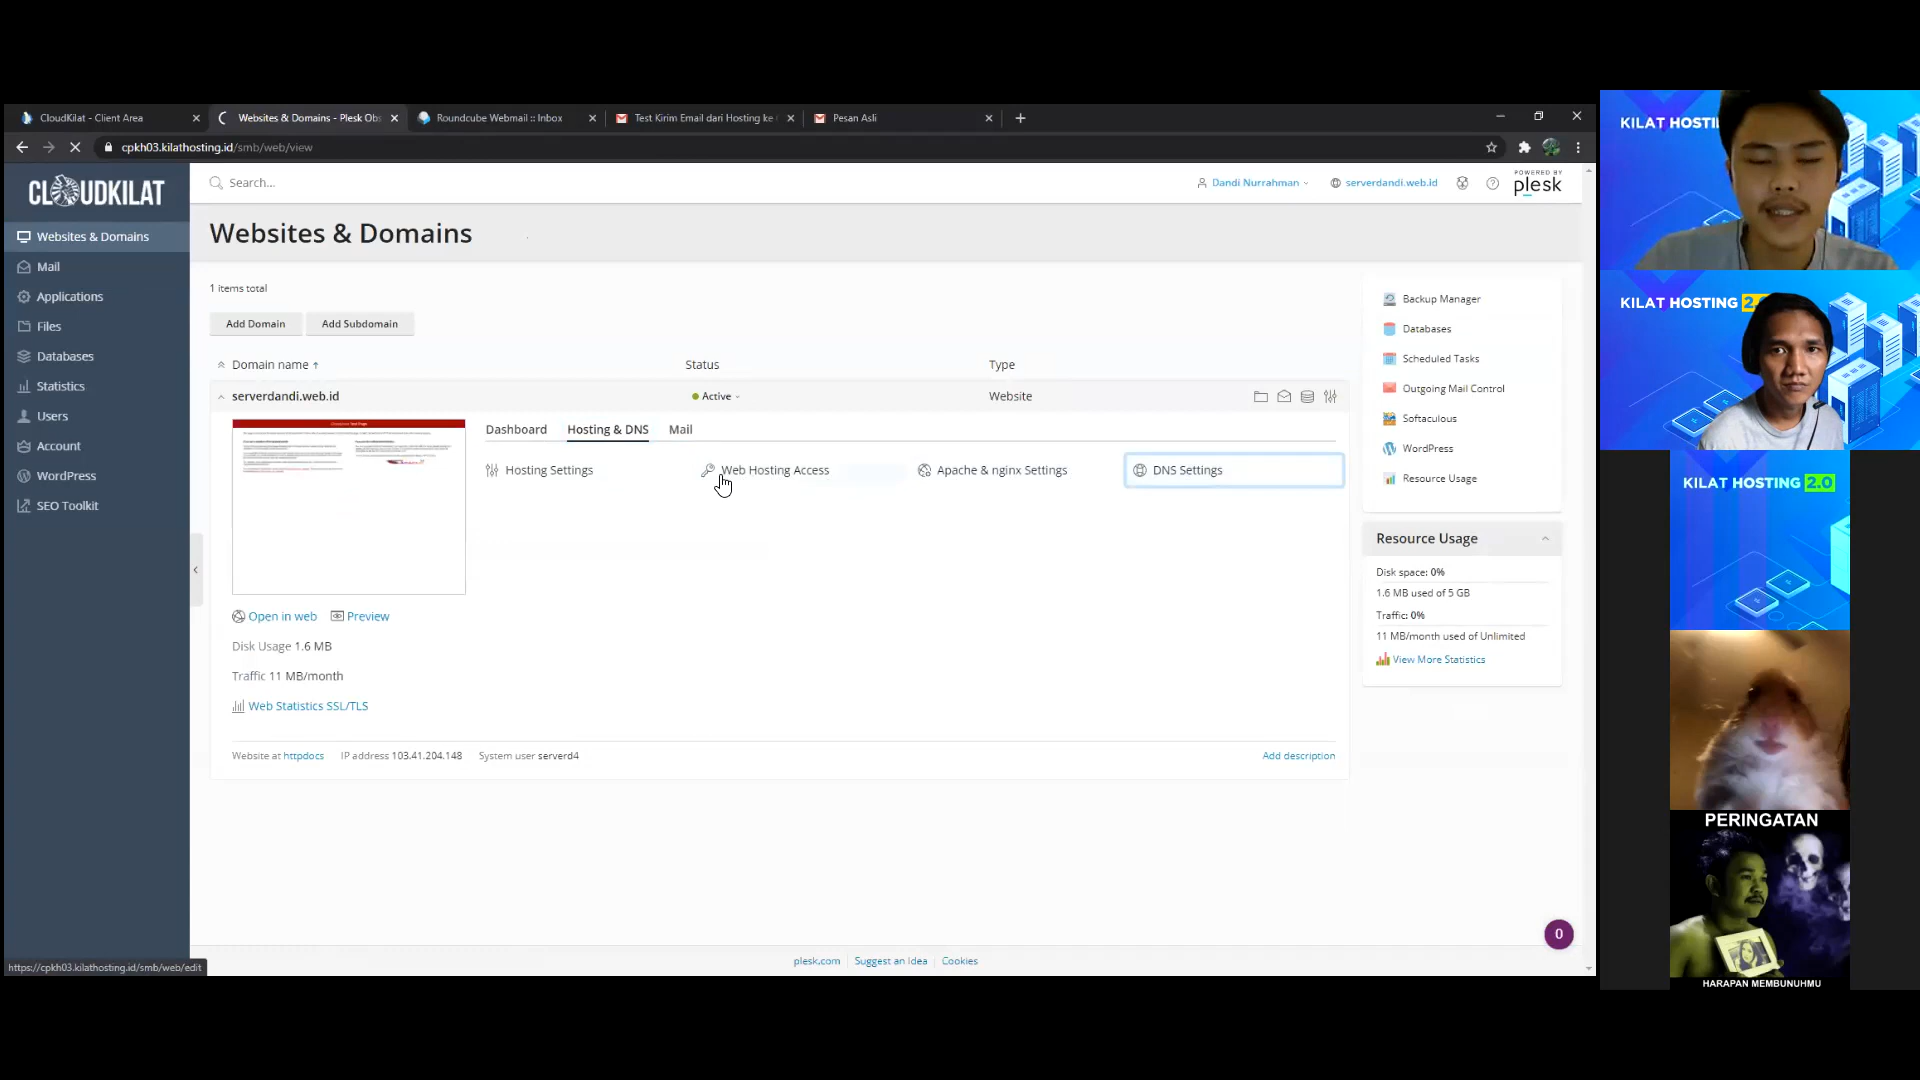 CloudKilat - Client Area
Websites & Domains - Plesk Obs
Roundcube Webmail :: Inbox
Test Kirim Email dari Hosting ke
Pesan Asli
cpkh03.kilathosting.id/smb/web/view
CLOUDKILAT
Search...
Dandi Nurrahman
serverdandi.web.id
POWERED BY
plesk
Websites & Domains
Mail
Applications
Files
Databases
Statistics
Users
Account
WordPress
SEO Toolkit
Websites & Domains
1 items total
Add Domain
Add Subdomain
Domain name
Status
Type
serverdandi.web.id
Active
Website
Dashboard
Hosting & DNS
Mail
Hosting Settings
Web Hosting Access
Apache & nginx Settings
DNS Settings
Open in web
Preview
Disk Usage 1.6 MB
Traffic 11 MB/month
Web Statistics SSL/TLS
Website at httpdocs
IP address 103.41.204.148
System user serverd4
Add description
Backup Manager
Databases
Scheduled Tasks
Outgoing Mail Control
Softaculous
WordPress
Resource Usage
Resource Usage
Disk space: 0%
1.6 MB used of 5 GB
Traffic: 0%
11 MB/month used of Unlimited
View More Statistics
0
plesk.com
Suggest an Idea
Cookies
https://cpkh03.kilathosting.id/smb/web/edit
KILAT HOSTI
KILAT HOSTING 2.
KILAT HOSTING 2.0
PERINGATAN
HARAPAN MEMBUNUHMU